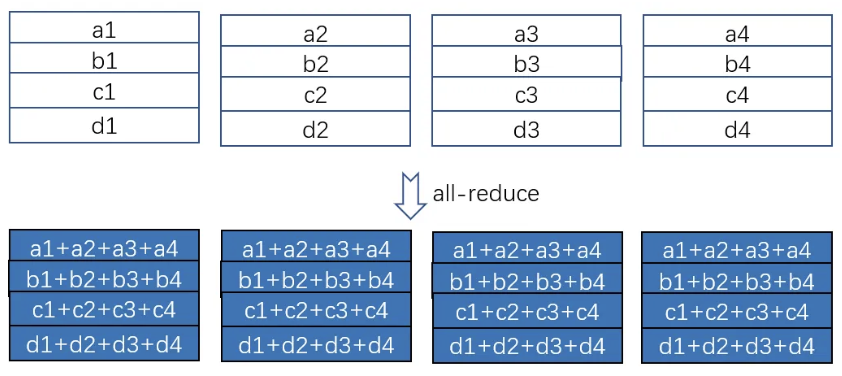 a1 a2 a3 a4
b1 b2 b3 b4
c1 c2 c3 c4
d1 d2 d3 d4
all-reduce
a1+a2+a3+a4 a1+a2+a3+a4 a1+a2+a3+a4 a1+a2+a3+a4
b1+b2+b3+b4 b1+b2+b3+b4 b1+b2+b3+b4 b1+b2+b3+b4
c1+c2+c3+c4 c1+c2+c3+c4 c1+c2+c3+c4 c1+c2+c3+c4
d1+d2+d3+d4 d1+d2+d3+d4 d1+d2+d3+d4 d1+d2+d3+d4